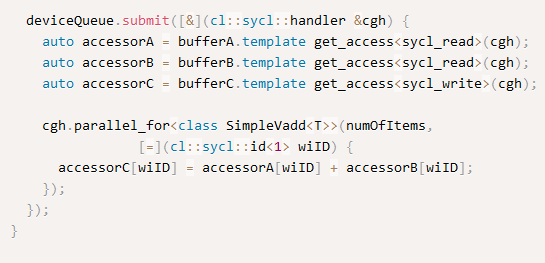 deviceQueue.submit([&](cl::sycl::handler &cgh) {
auto accessorA = bufferA.template get_access<sycl_read>(cgh);
auto accessorB = bufferB.template get_access<sycl_read>(cgh);
auto accessorC = bufferC.template get_access<sycl_write>(cgh);
cgh.parallel_for<class SimpleVadd<T>>(numOfItems,
[=](cl::sycl::id<1> wiID) {
accessorC[wiID] = accessorA[wiID] + accessorB[wiID];
});
});
}